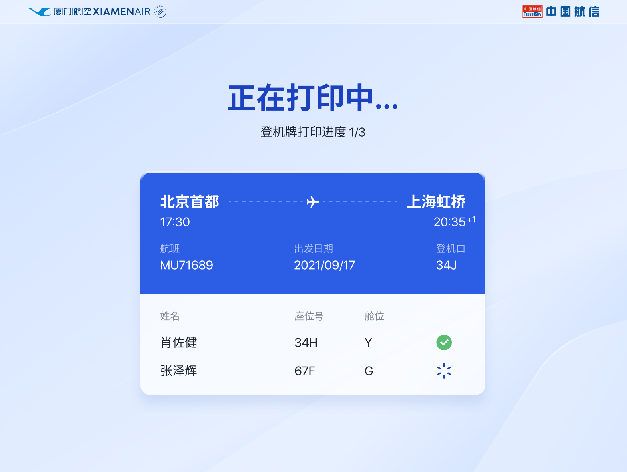 厦门航空 XIAMENAIR
中国航信
正在打印中...
登机牌打印进度 1/3
北京首都 上海虹桥
17:30 20:35+1
航班 出发日期 登机口
MU71689 2021/09/17 34J
姓名 座位号 舱位
肖佐健 34H Y
张泽辉 67F G